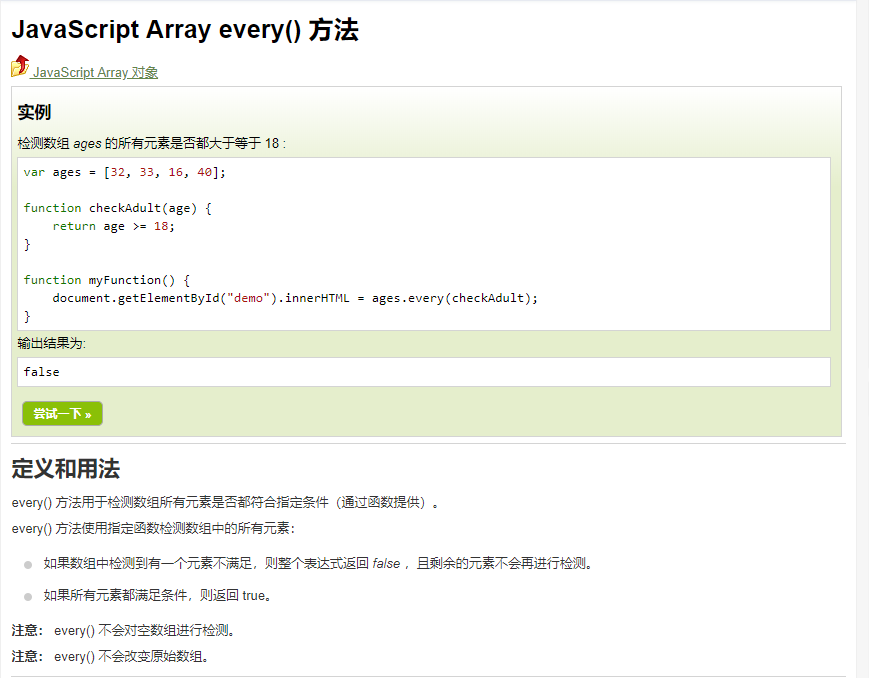 JavaScript Array every() 方法
JavaScript Array 对象
实例
检测数组 ages 的所有元素是否都大于等于 18 :
var ages = [32, 33, 16, 40];
function checkAdult(age) {
    return age >= 18;
}
function myFunction() {
    document.getElementById("demo").innerHTML = ages.every(checkAdult);
}
输出结果为:
false
尝试一下 »
定义和用法
every() 方法用于检测数组所有元素是否都符合指定条件（通过函数提供）。
every() 方法使用指定函数检测数组中的所有元素：
如果数组中检测到有一个元素不满足，则整个表达式返回 false ，且剩余的元素不会再进行检测。
如果所有元素都满足条件，则返回 true。
注意： every() 不会对空数组进行检测。
注意： every() 不会改变原始数组。